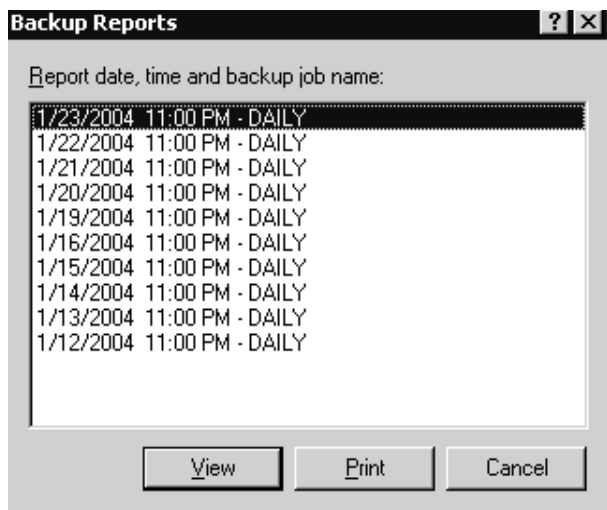 Backup Reports
Report date, time and backup job name:
1/23/2004 11:00 PM - DAILY
1/22/2004 11:00 PM - DAILY
1/21/2004 11:00 PM - DAILY
1/20/2004 11:00 PM - DAILY
1/19/2004 11:00 PM - DAILY
1/16/2004 11:00 PM - DAILY
1/15/2004 11:00 PM - DAILY
1/14/2004 11:00 PM - DAILY
1/13/2004 11:00 PM - DAILY
1/12/2004 11:00 PM - DAILY
View Print Cancel